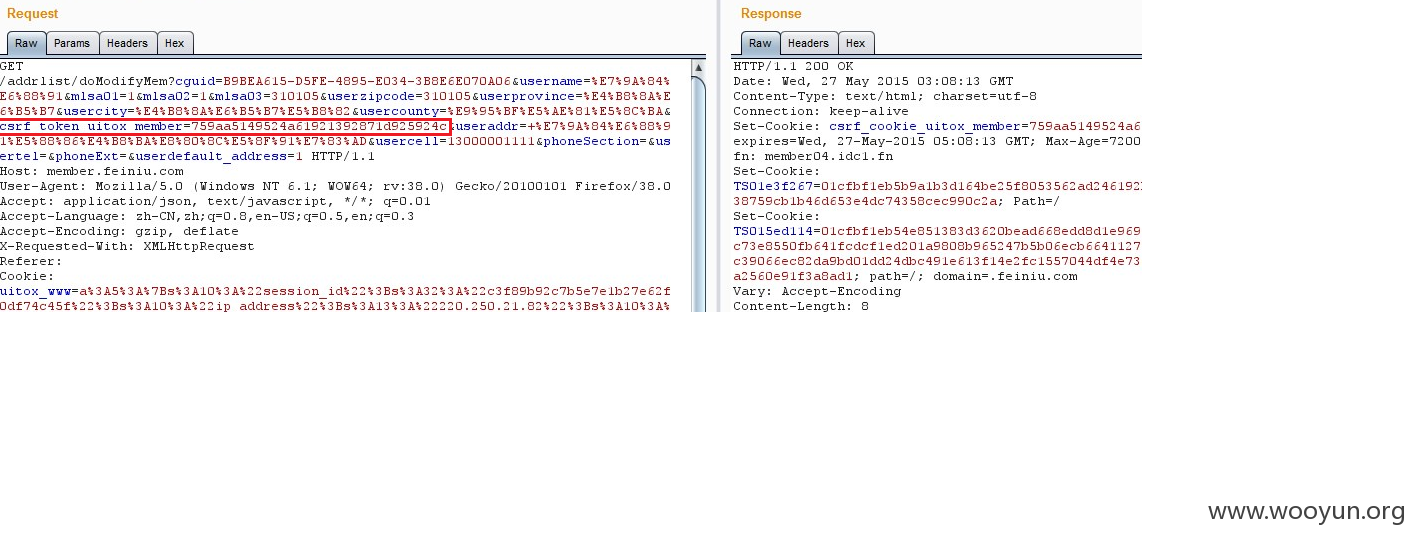 Request
Raw Params Headers Hex
GET
/addrlist/doModifyMem?cguid=B9BEA615-D5FE-4895-E034-3B8E6E070A06&username=%E7%9A%84%
E6%88%91&mlsa01=1&mlsa02=1&mlsa03=310105&userzipcode=310105&userprovince=%E4%B8%8A%E
6%B5%B7&usercity=%E4%B8%8A%E6%B5%B7%E5%B8%82&usercounty=%E9%95%BF%E5%AE%81%E5%8C%BA&
csrf_token_uitox_member=759aa5149524a61921392871d925924c&useraddr=+%E7%9A%84%E6%88%9
1%E5%88%86%E4%B8%BA%E8%80%8C%E5%8F%91%E7%83%AD&usercell=13000001111&phoneSection=&us
ertel=&phoneExt=&userdefault_address=1 HTTP/1.1
Host: member.feiniu.com
User-Agent: Mozilla/5.0 (Windows NT 6.1; WOW64; rv:38.0) Gecko/20100101 Firefox/38.0
Accept: application/json, text/javascript, */*; q=0.01
Accept-Language: zh-CN,zh;q=0.8,en-US;q=0.5,en;q=0.3
Accept-Encoding: gzip, deflate
X-Requested-With: XMLHttpRequest
Referer:
Cookie:
uitox_www=a%3A5%3A%7Bs%3A10%3A%22session_id%22%3Bs%3A32%3A%22c3f89b92c7b5e7e1b27e62f
0df74c45f%22%3Bs%3A10%3A%22ip_address%22%3Bs%3A13%3A%22220.250.21.82%22%3Bs%3A10%3A%
Response
Raw Headers Hex
HTTP/1.1 200 OK
Date: Wed, 27 May 2015 03:08:13 GMT
Content-Type: text/html; charset=utf-8
Connection: keep-alive
Set-Cookie: csrf_cookie_uitox_member=759aa5149524a6
expires=Wed, 27-May-2015 05:08:13 GMT; Max-Age=7200
fn: member04.idc1.fn
Set-Cookie:
TS01e3f267=01cfbf1eb5b9a1b3d164be25f8053562ad246192
38759cb1b46d653e4dc74358cec990c2a; Path=/
Set-Cookie:
TS015ed114=01cfbf1eb54e851383d3620bead668edd8d1e969
c73e8550fb641fcdcf1ed201a9808b965247b5b06ecb6641127
c39066ec82da9bd01dd24dbc491e613f14e2fc1557044df4e73
a2560e91f3a8ad1; path=/; domain=.feiniu.com
Vary: Accept-Encoding
Content-Length: 8
www.wooyun.org